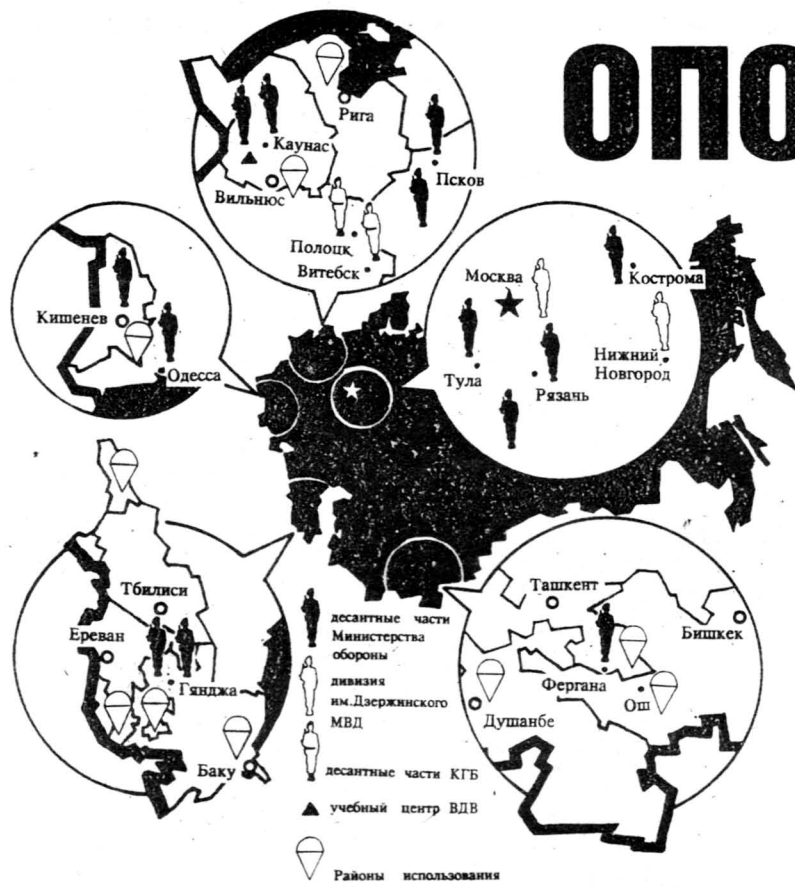 ОПО
Рига
Каунас
Псков
Вильнюс
Полоцк
Витебск
Кишенев
Одесса
Москва
Кострома
Тула
Рязань
Нижний
Новгород
Тбилиси
Ереван
Гянджа
Баку
Ташкент
Бишкек
Фергана
Ош
Душанбе
десантные части
Министерства
обороны
дивизия
им.Дзержинского
МВД
десантные части КГБ
учебный центр ВДВ
Районы использования